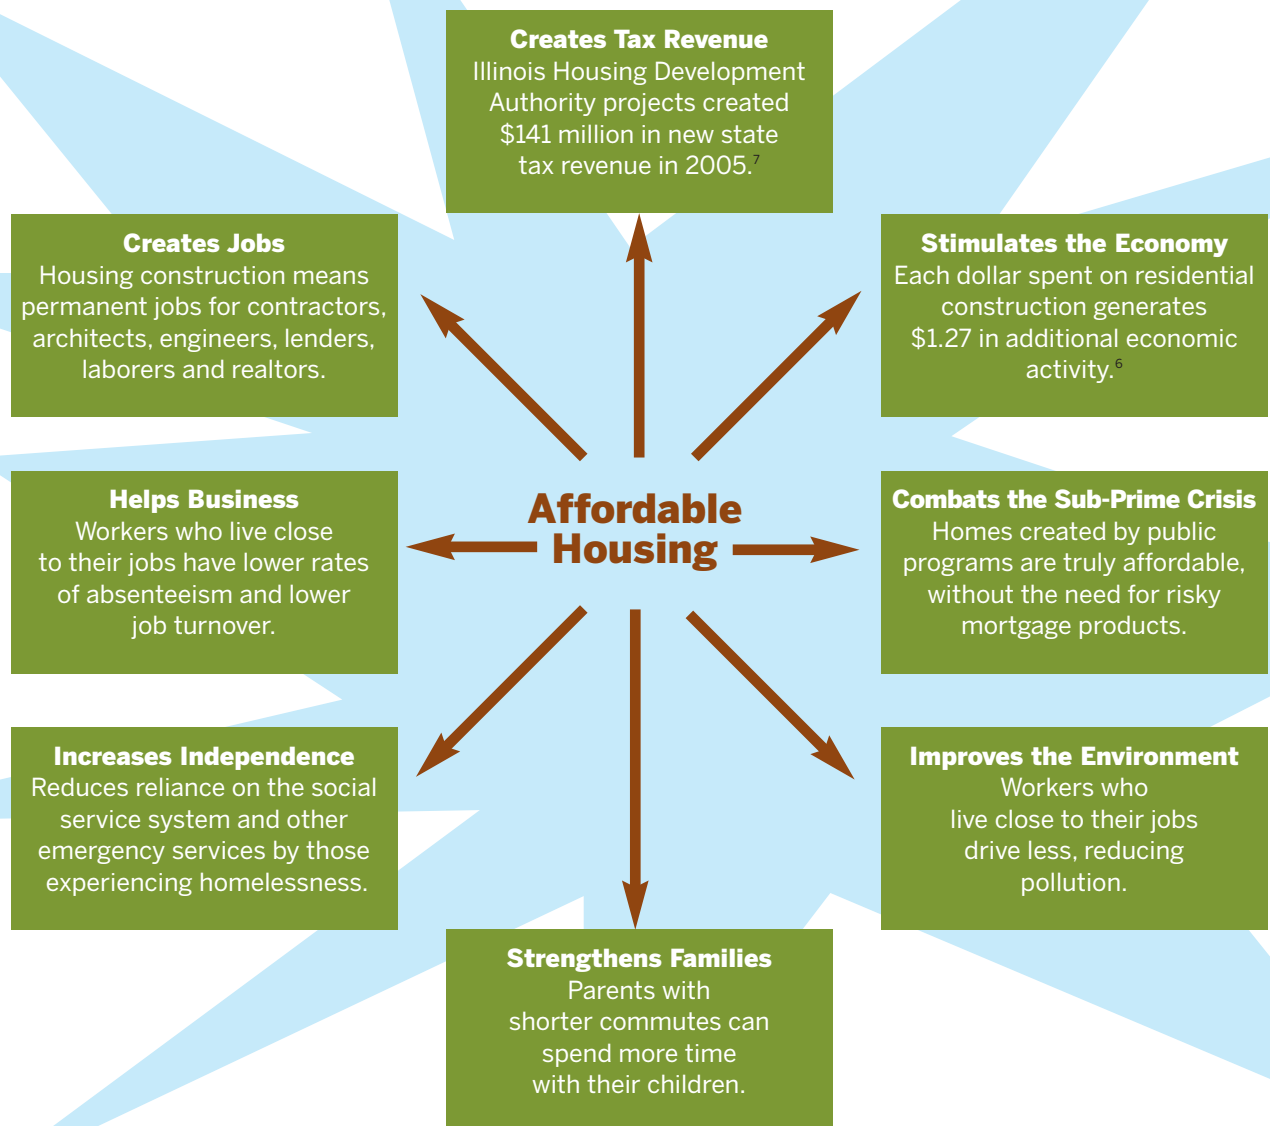 Creates Tax Revenue
Illinois Housing Development
Authority projects created
$141 million in new state
tax revenue in 2005.7
Creates Jobs
Housing construction means
permanent jobs for contractors,
architects, engineers, lenders,
laborers and realtors.
Stimulates the Economy
Each dollar spent on residential
construction generates
$1.27 in additional economic
activity.6
Helps Business
Workers who live close
to their jobs have lower rates
of absenteeism and lower
job turnover.
Affordable
Housing
Combats the Sub-Prime Crisis
Homes created by public
programs are truly affordable,
without the need for risky
mortgage products.
Increases Independence
Reduces reliance on the social
service system and other
emergency services by those
experiencing homelessness.
Improves the Environment
Workers who
live close to their jobs
drive less, reducing
pollution.
Strengthens Families
Parents with
shorter commutes can
spend more time
with their children.